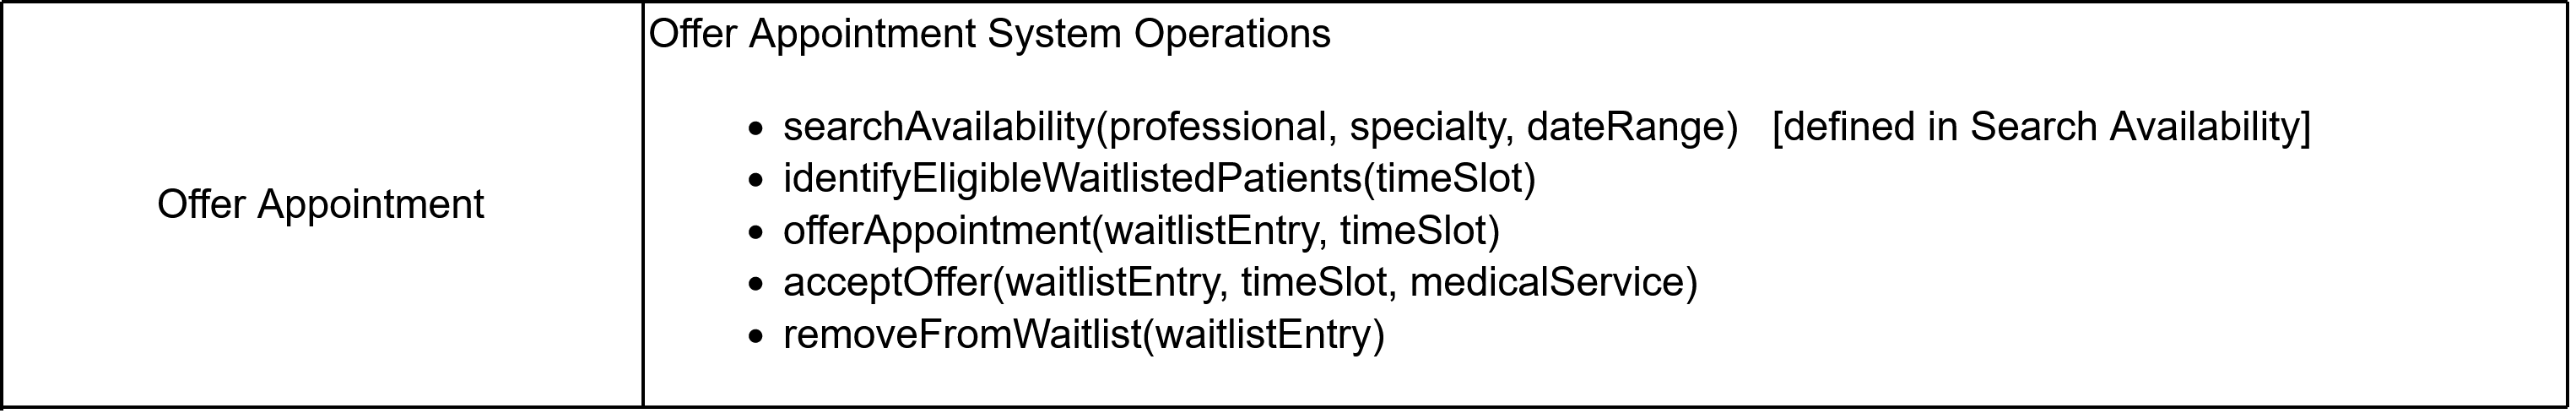 Offer Appointment
Offer Appointment System Operations
• searchAvailability(professional, specialty, dateRange)   [defined in Search Availability]
• identifyEligibleWaitlistedPatients(timeSlot)
• offerAppointment(waitlistEntry, timeSlot)
• acceptOffer(waitlistEntry, timeSlot, medicalService)
• removeFromWaitlist(waitlistEntry)